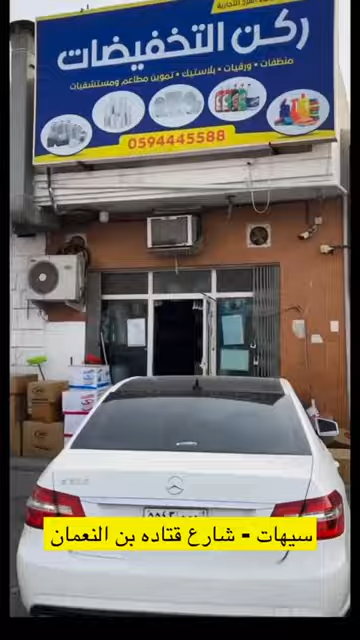 ركن التخفيضات
منظفات • ورقيات • بلاستيك • تموين مطاعم ومستشفيات
0594445588
سيهات - شارع قتاده بن النعمان